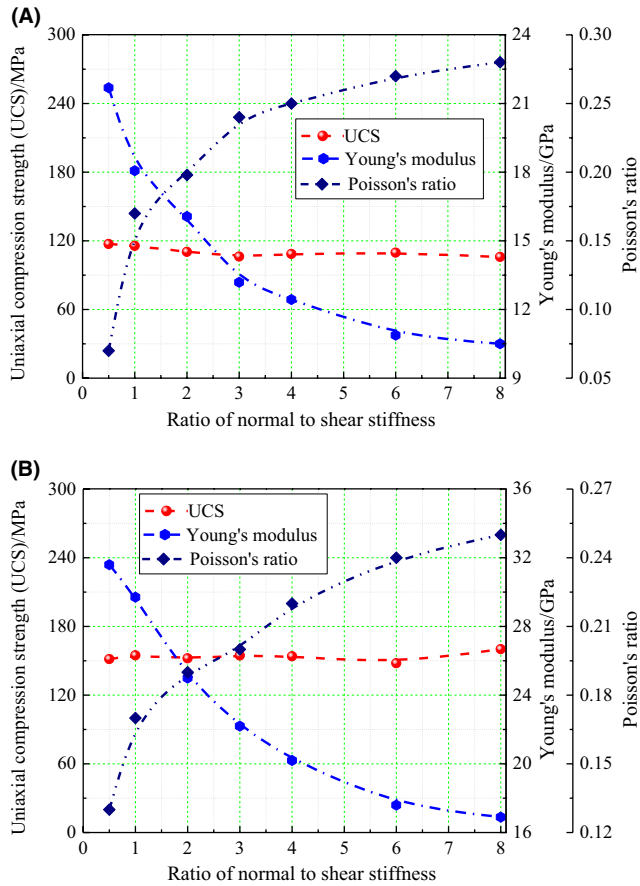 (A)
300
240
180
120
60
0
Uniaxial compression strength (UCS)/MPa
0 1 2 3 4 5 6 7 8
Ratio of normal to shear stiffness
UCS
Young's modulus
Poisson's ratio
24
21
18
15
12
9
Young's modulus/GPa
0.30
0.25
0.20
0.15
0.10
0.05
Poisson's ratio
(B)
300
240
180
120
60
0
Uniaxial compression strength (UCS)/MPa
0 1 2 3 4 5 6 7 8
Ratio of normal to shear stiffness
UCS
Young's modulus
Poisson's ratio
36
32
28
24
20
16
Young's modulus/GPa
0.27
0.24
0.21
0.18
0.15
0.12
Poisson's ratio